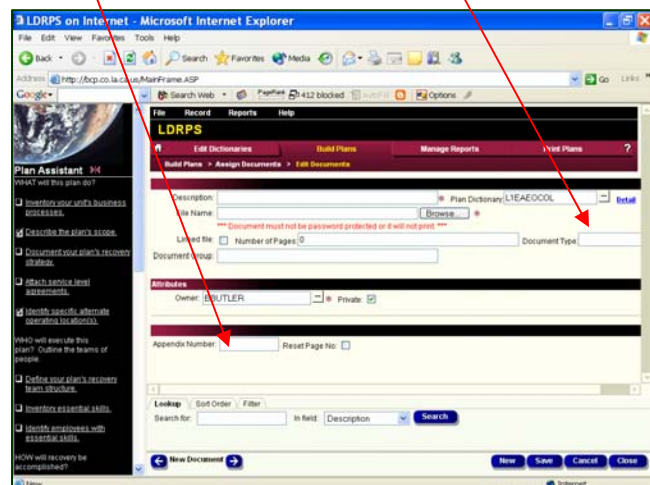 LDRPS on Internet - Microsoft Internet Explorer
File Edit View Favorites Tools Help
Back Search Favorites Media
Address http://bcp.co.la.ca.us/MainFrame.ASP Go Links
Google Search Web PageRank 412 blocked AutoFill Options
File Record Reports Help
LDRPS
Edit Dictionaries Build Plans Manage Reports Print Plans ?
Build Plans > Assign Documents > Edit Documents
Plan Assistant
WHAT will this plan do?
Inventory your unit's business processes.
Describe the plan's scope.
Document your plan's recovery strategy.
Attach service level agreements.
Identify specific alternate operating location(s).
WHO will execute this plan? Outline the teams of people.
Define your plan's recovery team structure.
Inventory essential skills.
Identify employees with essential skills.
HOW will recovery be accomplished?
Description: * Plan Dictionary: L1EAEOCOL Detail
File Name: Browse... *
*** Document must not be password protected or it will not print ***
Linked file: Number of Pages: 0 Document Type:
Document Group:
Attributes
Owner: BBUTLER * Private:
Appendix Number: Reset Page No:
Lookup Sort Order Filter
Search for: In field: Description Search
New Document New Save Cancel Close
Internet